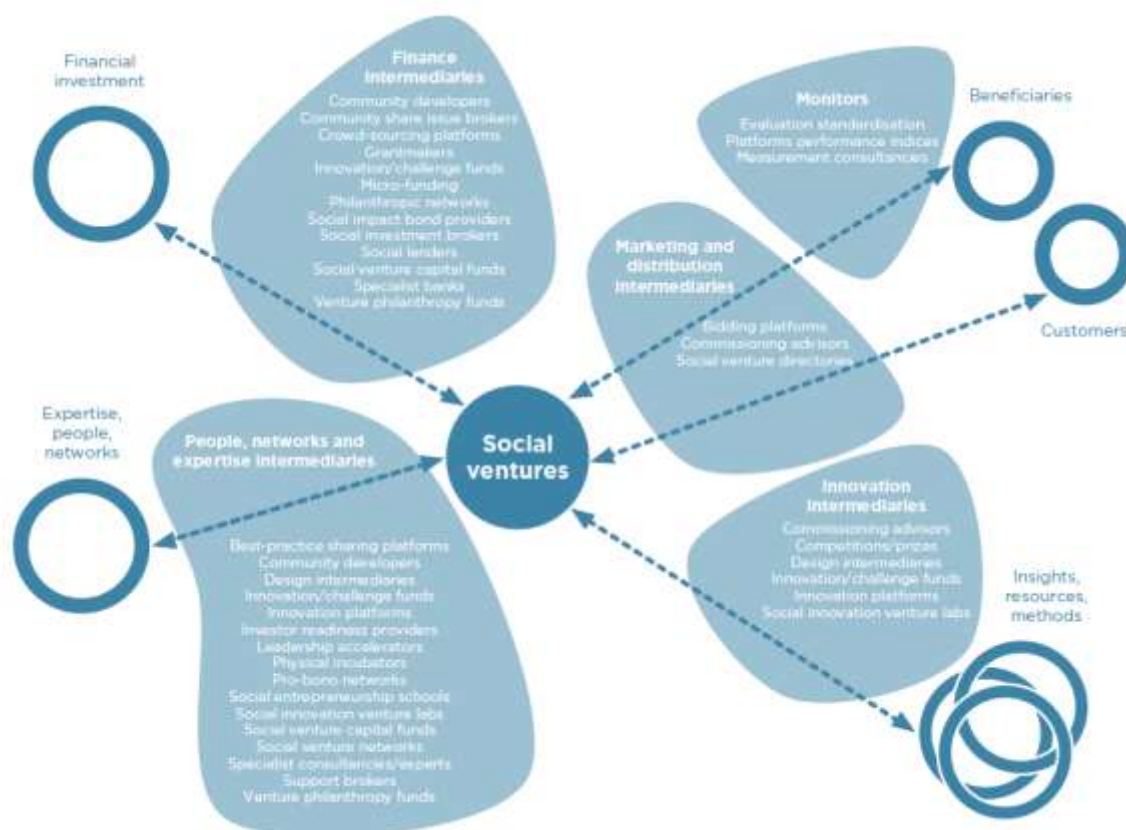 Financial
investment
Finance
intermediaries
Community developers
Community share issue brokers
Crowd-sourcing platforms
Grantmakers
Innovation/challenge funds
Micro-funding
Philanthropic networks
Social impact bond providers
Social investment brokers
Social lenders
Social venture capital funds
Specialist banks
Venture philanthropy funds
Monitors
Evaluation standardisation
Platforms performance indices
Measurement consultancies
Beneficiaries
Customers
Marketing and
distribution
intermediaries
Bidding platforms
Commissioning advisors
Social venture directories
Expertise,
people,
networks
People, networks and
expertise intermediaries
Best-practice sharing platforms
Community developers
Design intermediaries
Innovation/challenge funds
Innovation platforms
Investor readiness providers
Leadership accelerators
Physical incubators
Pro-bono networks
Social entrepreneurship schools
Social innovation venture labs
Social venture capital funds
Social venture networks
Specialist consultancies/experts
Support brokers
Venture philanthropy funds
Social
ventures
Innovation
Intermediaries
Commissioning advisors
Competitions/prizes
Design intermediaries
Innovation/challenge funds
Innovation platforms
Social innovation venture labs
Insights,
resources,
methods